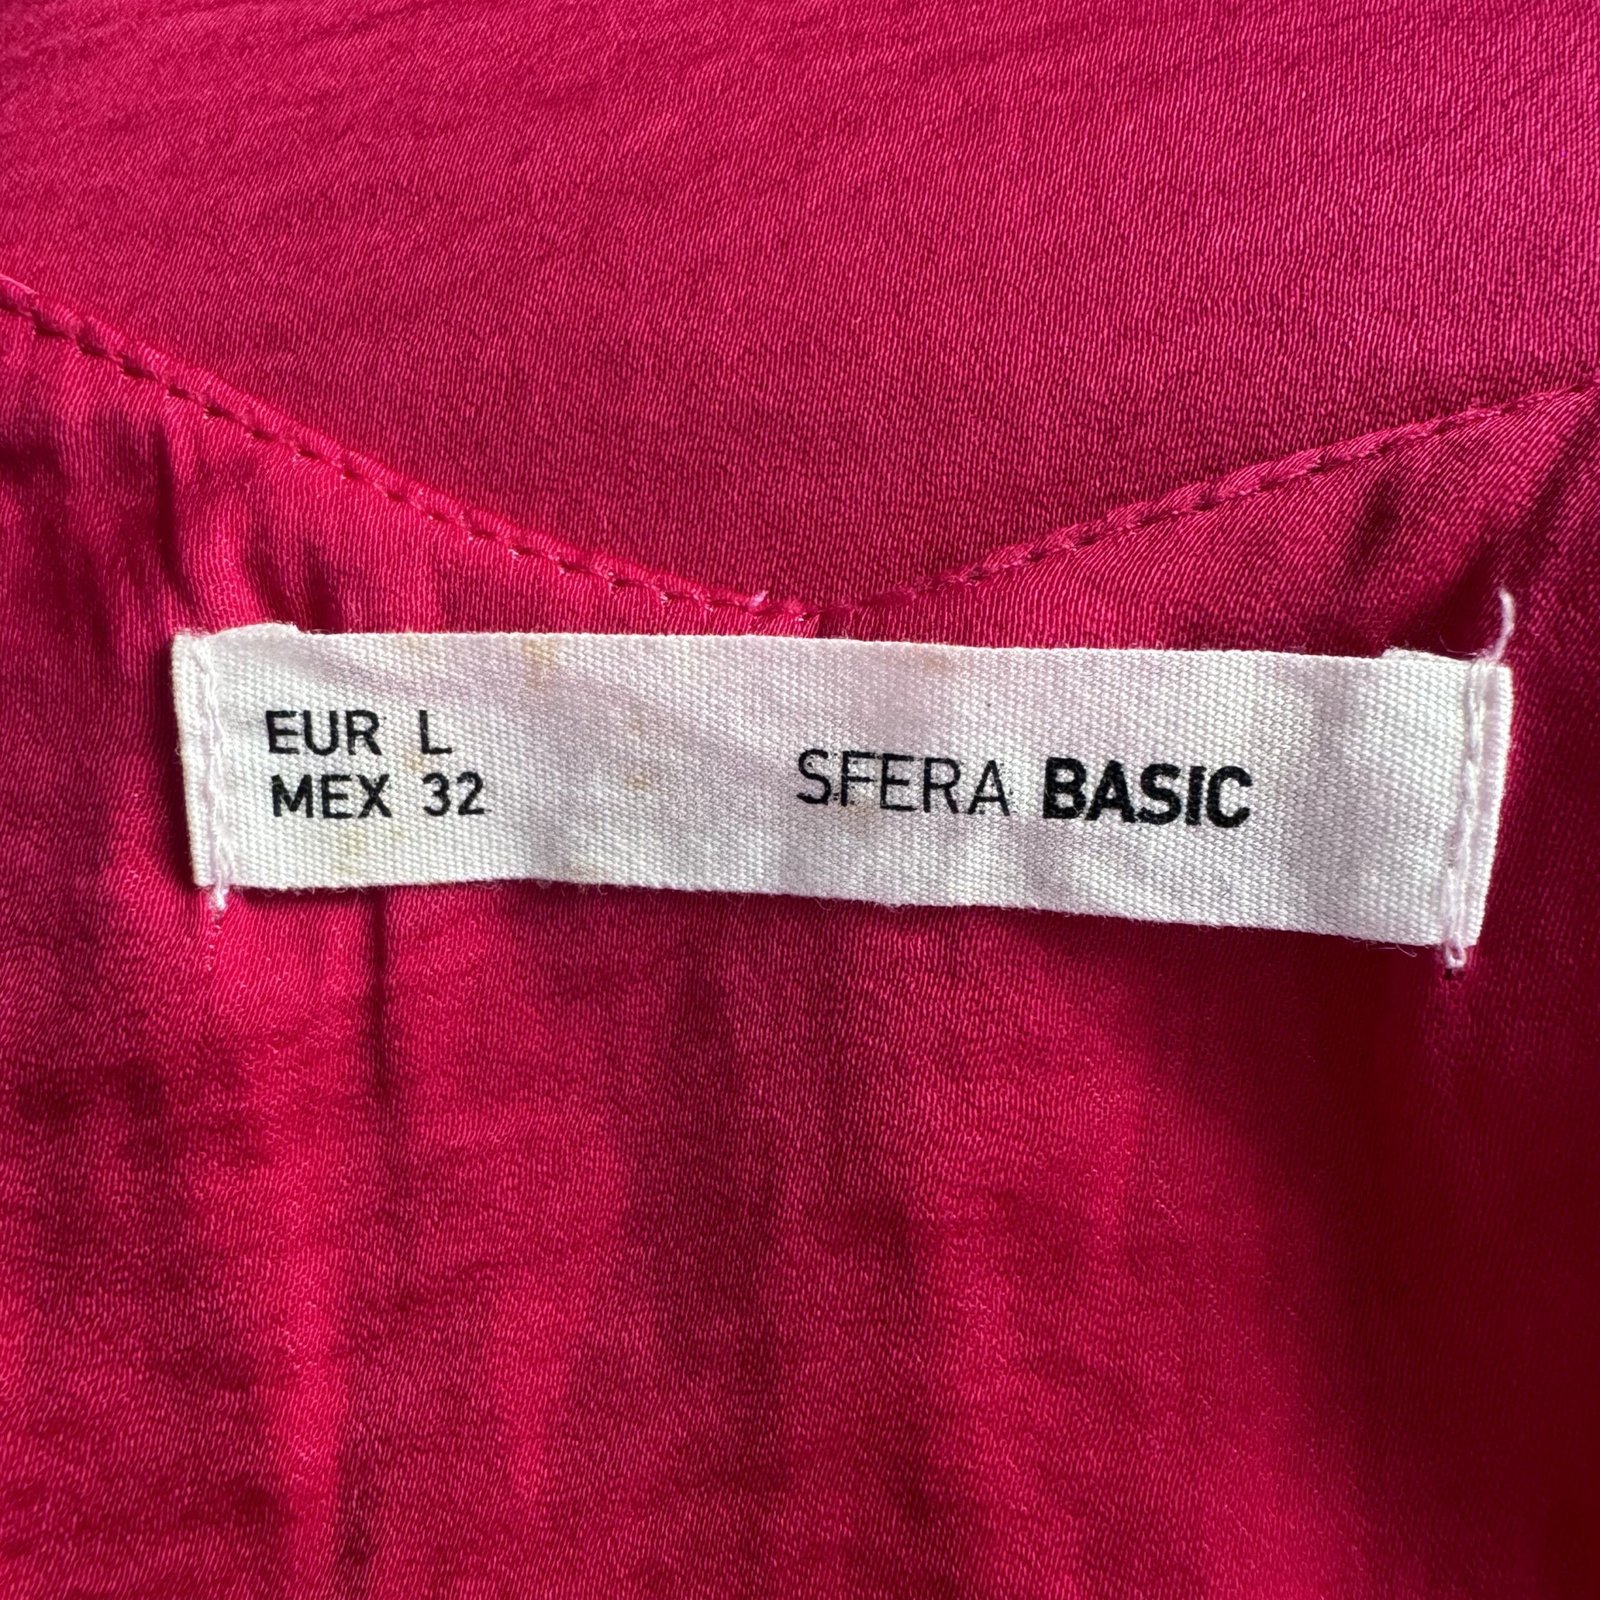 EUR L
MEX 32
SFERA BASIC